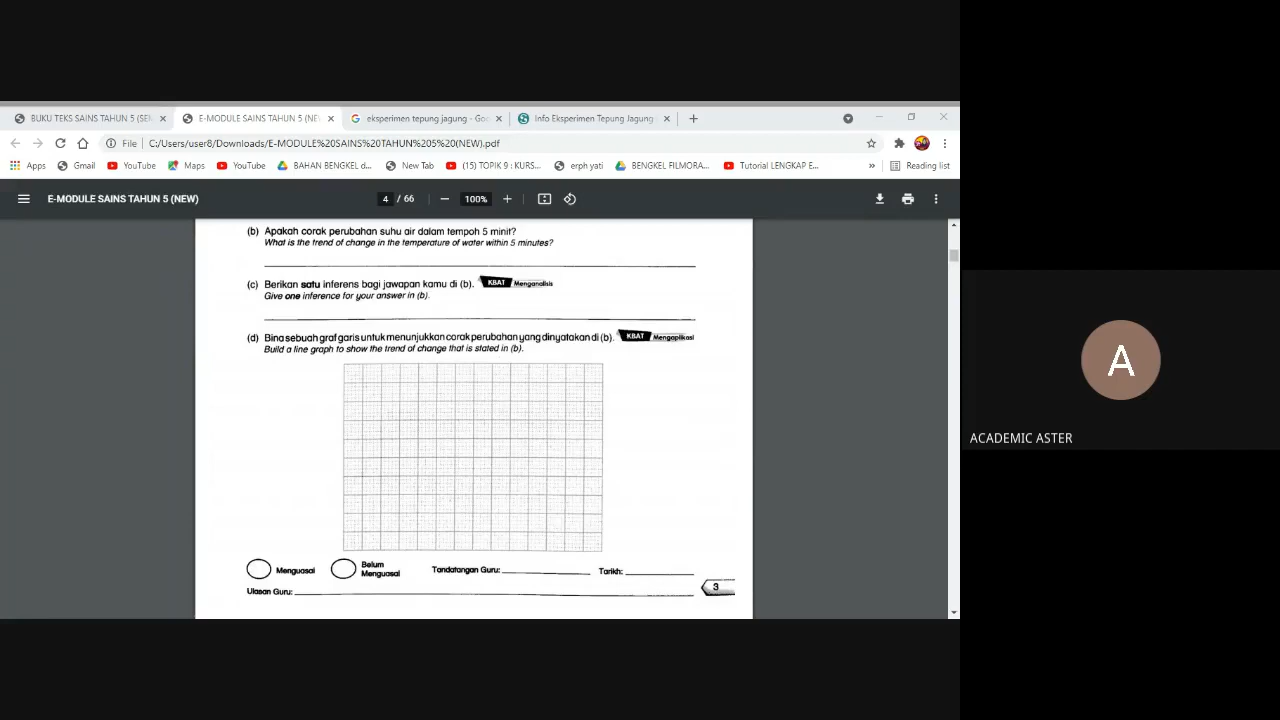 BUKU TEKS SAINS TAHUN 5 (SEM
E-MODULE SAINS TAHUN 5 (NEW
eksperimen tepung jagung - Goo
Info Eksperimen Tepung Jagung
File
C:/Users/user8/Downloads/E-MODULE%20SAINS%20TAHUN%205%20(NEW).pdf
Apps
Gmail
YouTube
Maps
YouTube
BAHAN BENGKEL d...
New Tab
(15) TOPIK 9 : KURS...
erph yati
BENGKEL FILMORA...
Tutorial LENGKAP E...
»
Reading list
E-MODULE SAINS TAHUN 5 (NEW)
4 / 66
100%
(b) Apakah corak perubahan suhu air dalam tempoh 5 minit?
What is the trend of change in the temperature of water within 5 minutes?
(c) Berikan satu inferens bagi jawapan kamu di (b). KBAT Menganalisis
Give one inference for your answer in (b).
(d) Bina sebuah graf garis untuk menunjukkan corak perubahan yang dinyatakan di (b). KBAT Mengaplikasi
Build a line graph to show the trend of change that is stated in (b).
Menguasai
Belum
Menguasai
Tandatangan Guru:
Tarikh:
3
Ulasan Guru:
A
ACADEMIC ASTER